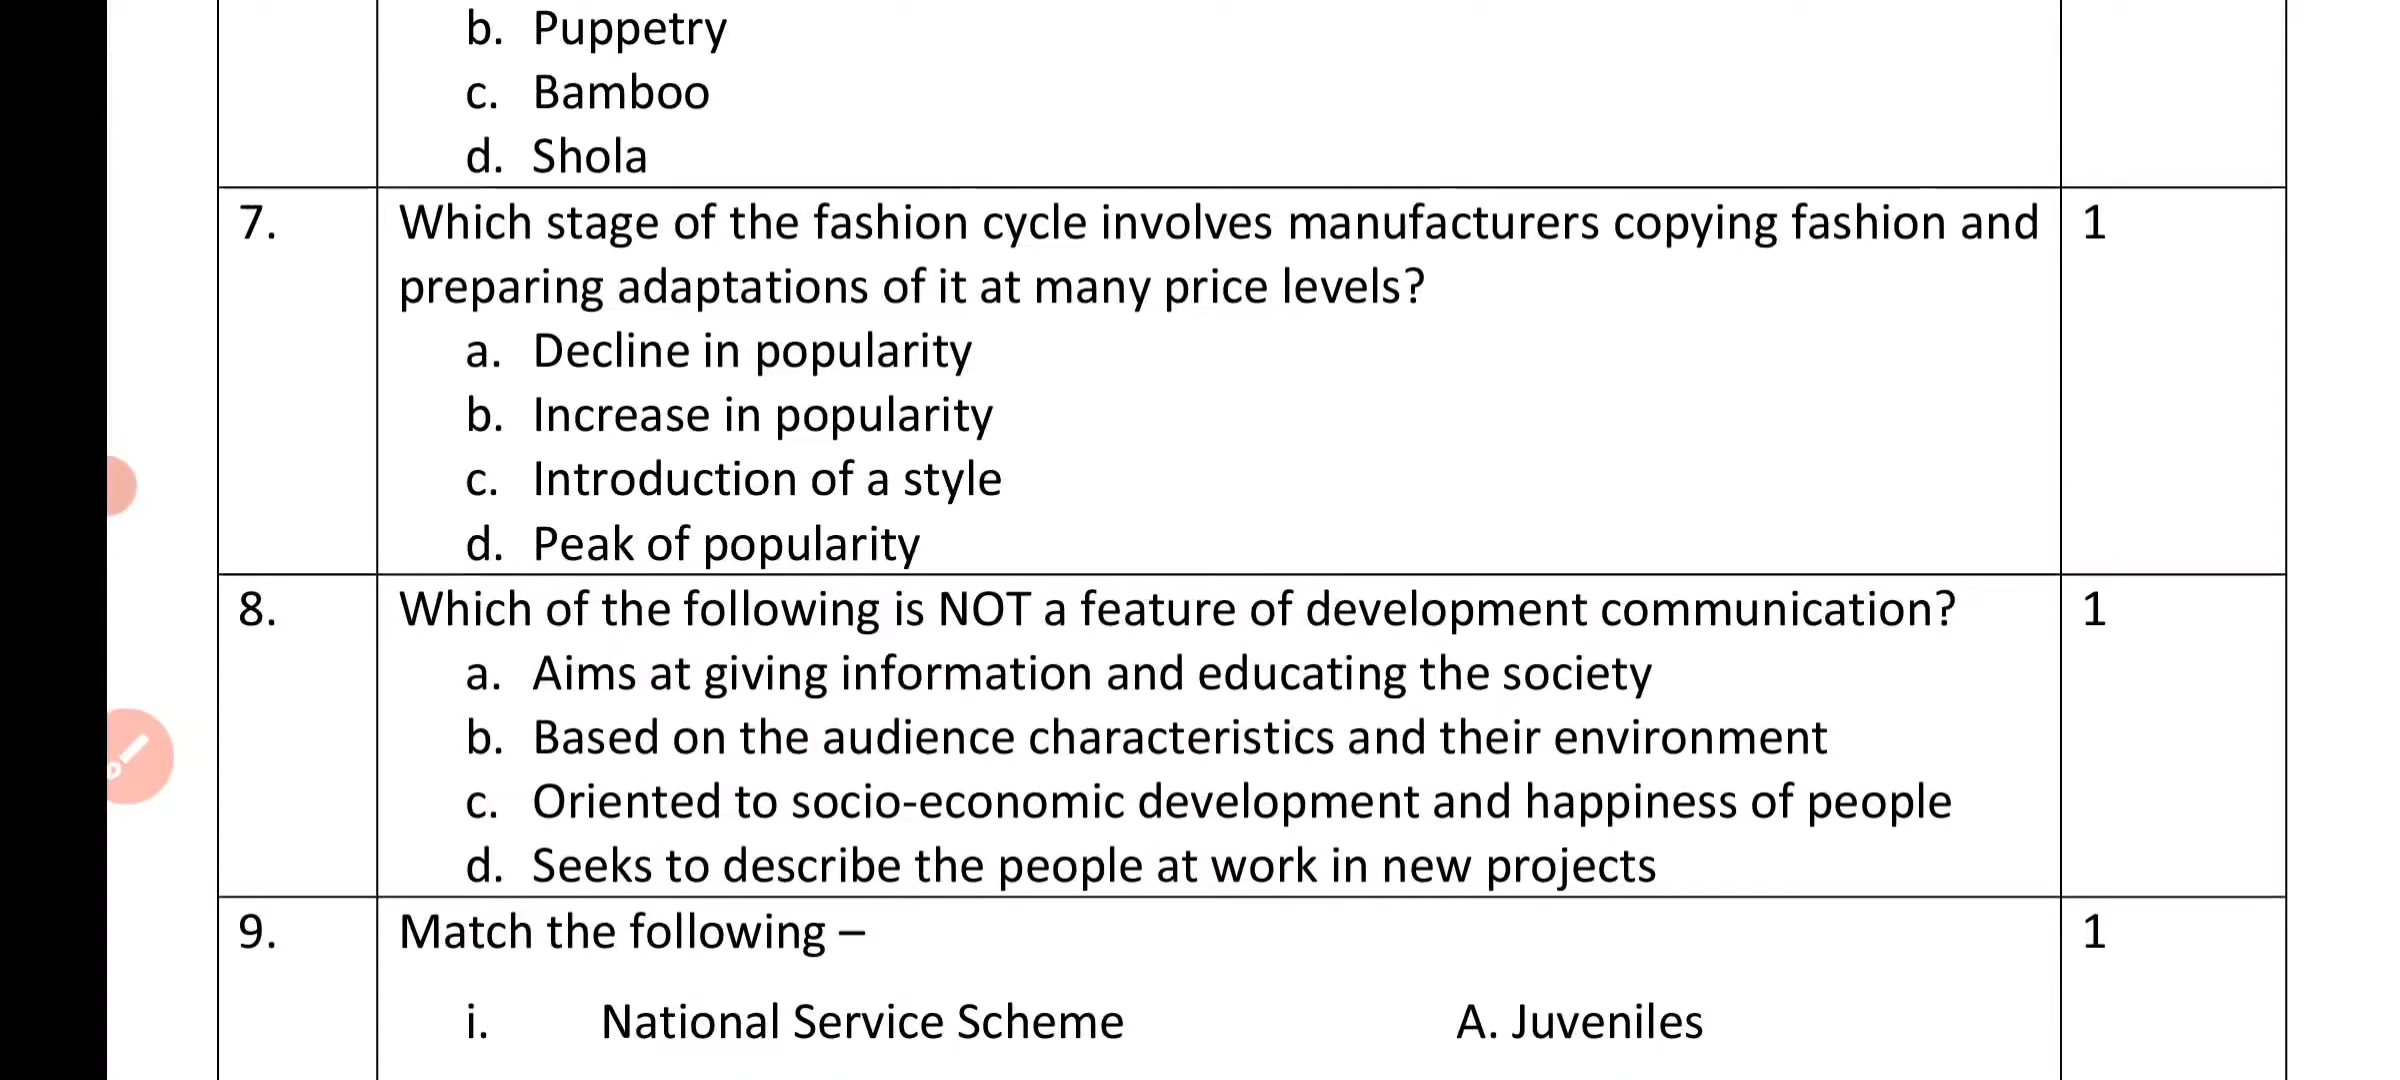 b. Puppetry
c. Bamboo
d. Shola
7. Which stage of the fashion cycle involves manufacturers copying fashion and 1
preparing adaptations of it at many price levels?
a. Decline in popularity
b. Increase in popularity
c. Introduction of a style
d. Peak of popularity
8. Which of the following is NOT a feature of development communication? 1
a. Aims at giving information and educating the society
b. Based on the audience characteristics and their environment
c. Oriented to socio-economic development and happiness of people
d. Seeks to describe the people at work in new projects
9. Match the following – 1
i. National Service Scheme A. Juveniles